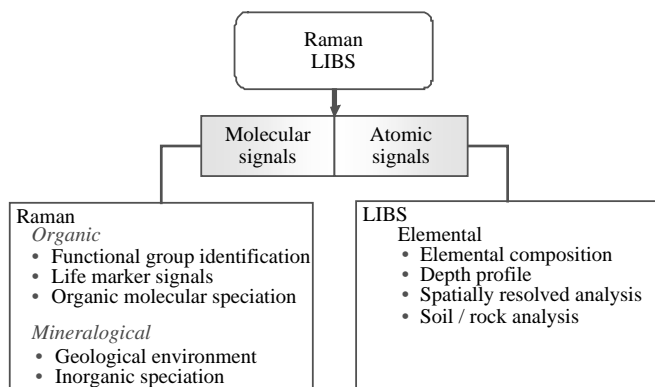 Raman
LIBS
Molecular
signals
Atomic
signals
Raman
Organic
• Functional group identification
• Life marker signals
• Organic molecular speciation
Mineralogical
• Geological environment
• Inorganic speciation
LIBS
Elemental
• Elemental composition
• Depth profile
• Spatially resolved analysis
• Soil / rock analysis